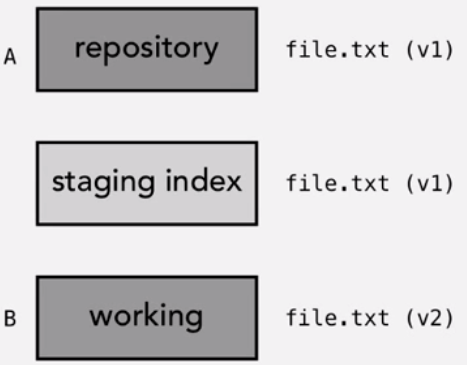 A repository file.txt (v1)
staging index file.txt (v1)
B working file.txt (v2)